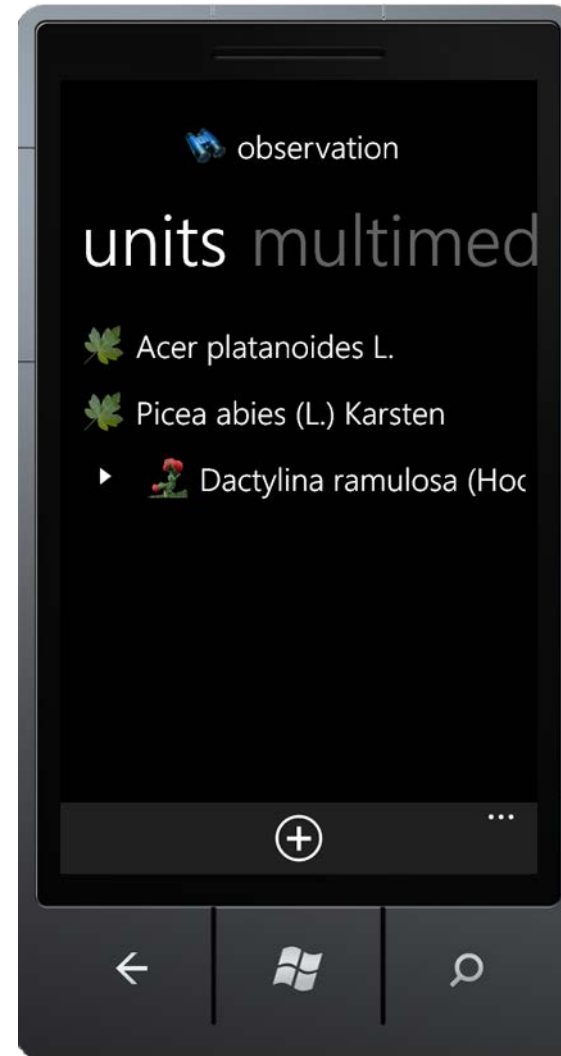 observation
units multimed
Acer platanoides L.
Picea abies (L.) Karsten
Dactylina ramulosa (Hoc